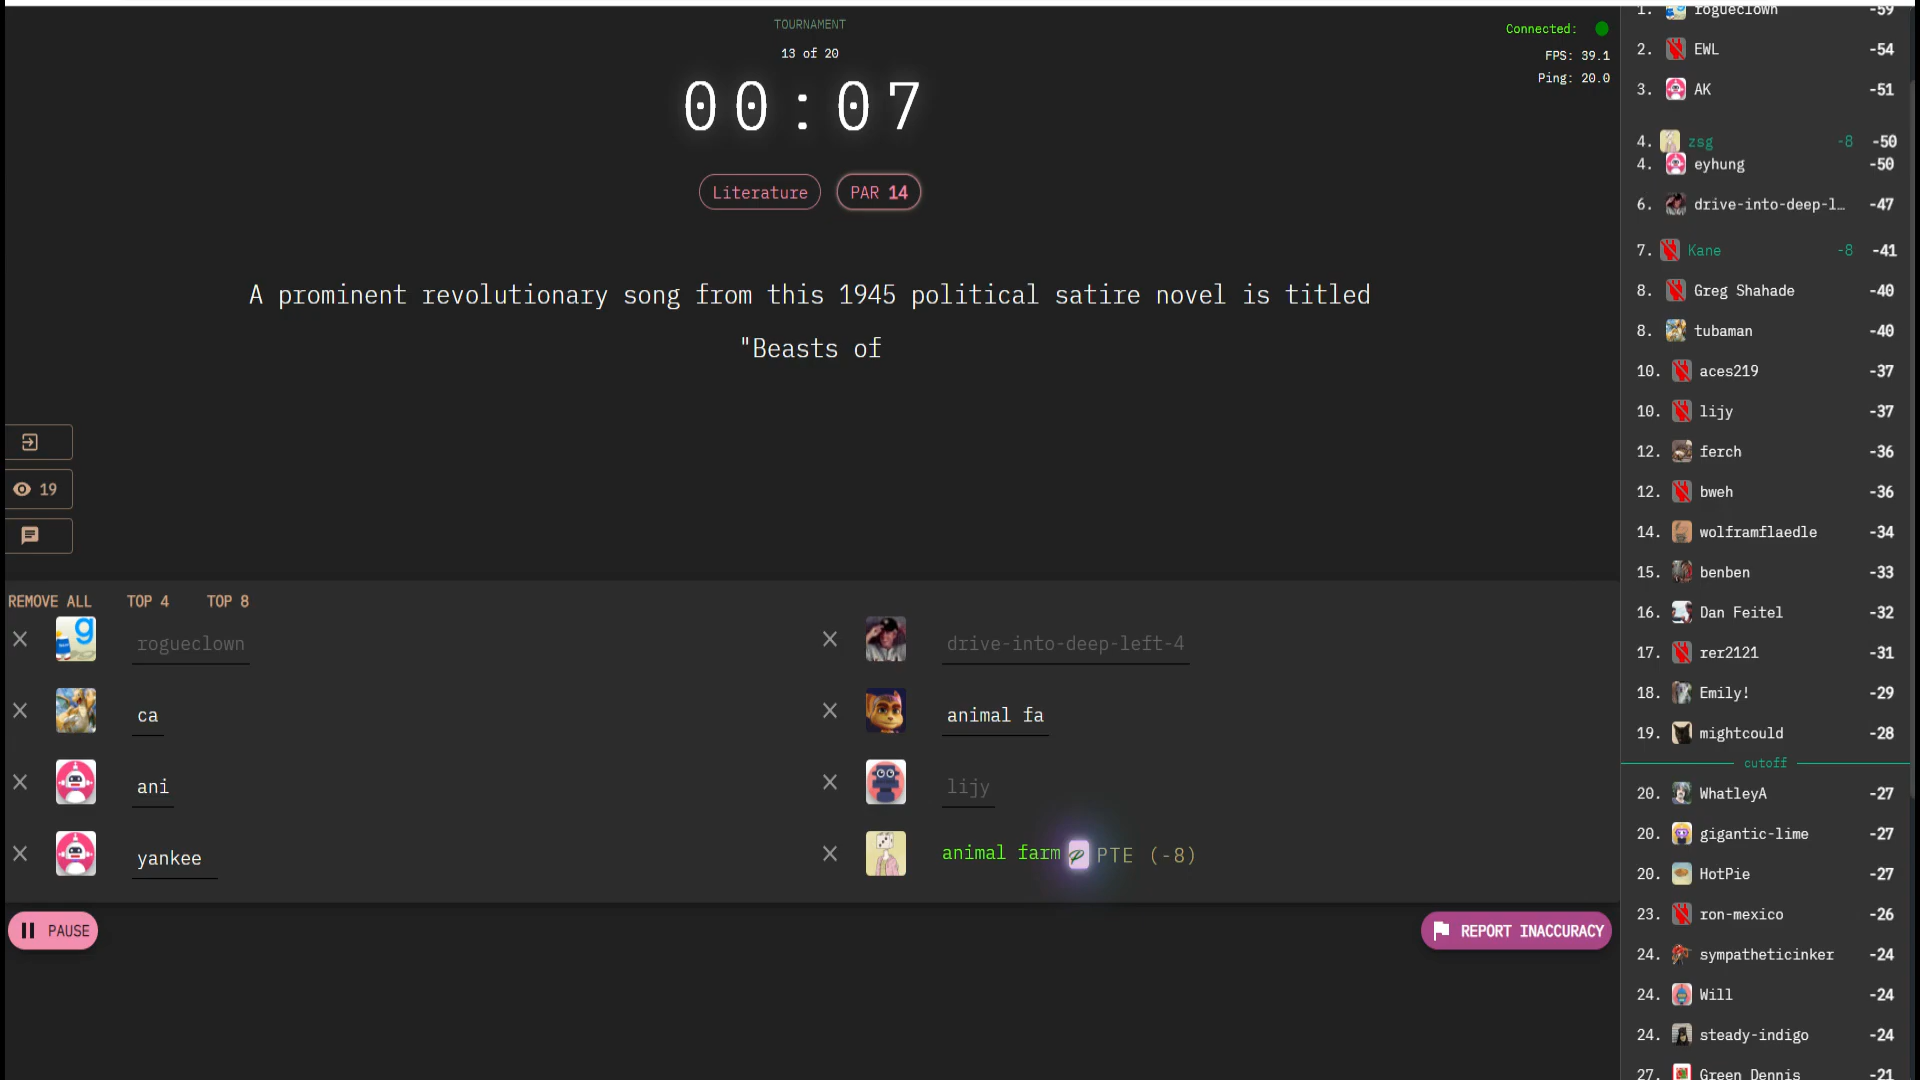 TOURNAMENT
13 of 20
00:07
Connected:
FPS: 39.1
Ping: 20.0
Literature
PAR 14
A prominent revolutionary song from this 1945 political satire novel is titled
"Beasts of
19
REMOVE ALL TOP 4 TOP 8
rogueclown
drive-into-deep-left-4
ca
animal fa
ani
lijy
yankee
animal farm PTE (-8)
PAUSE
REPORT INACCURACY
1. rogueclown -59
2. EWL -54
3. AK -51
4. zsg -8 -50
4. eyhung -50
6. drive-into-deep-l… -47
7. Kane -8 -41
8. Greg Shahade -40
8. tubaman -40
10. aces219 -37
10. lijy -37
12. ferch -36
12. bweh -36
14. wolframflaedle -34
15. benben -33
16. Dan Feitel -32
17. rer2121 -31
18. Emily! -29
19. mightcould -28
cutoff
20. WhatleyA -27
20. gigantic-lime -27
20. HotPie -27
23. ron-mexico -26
24. sympatheticinker -24
24. Will -24
24. steady-indigo -24
27. Green Dennis -21